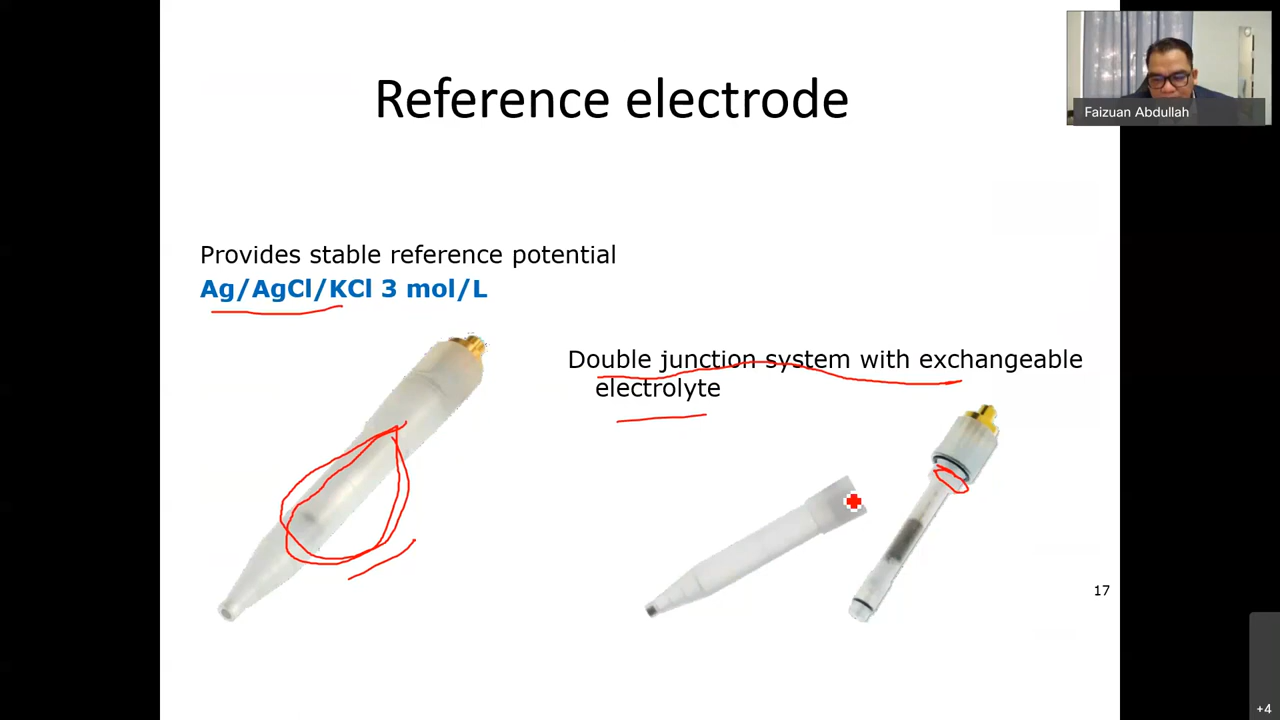 Reference electrode
Faizuan Abdullah
Provides stable reference potential
Ag/AgCl/KCl 3 mol/L
Double junction system with exchangeable
electrolyte
17
+4